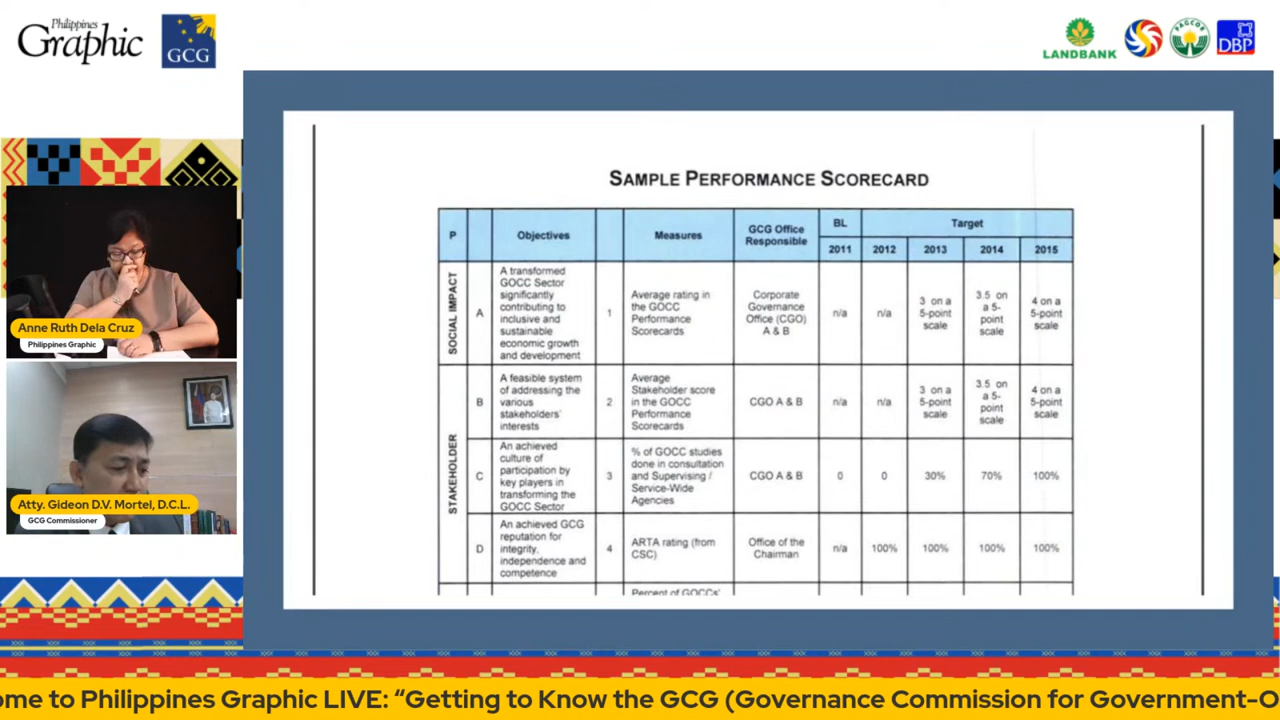 Philippines
Graphic
GCG
LANDBANK
PAGCOR
DBP
SAMPLE PERFORMANCE SCORECARD
P
Objectives
Measures
GCG Office
Responsible
BL
Target
2011
2012
2013
2014
2015
SOCIAL IMPACT
A
A transformed
GOCC Sector
significantly
contributing to
inclusive and
sustainable
economic growth
and development
1
Average rating in
the GOCC
Performance
Scorecards
Corporate
Governance
Office (CGO)
A & B
n/a
n/a
3 on a
5-point
scale
3.5 on
a 5-
point
scale
4 on a
5-point
scale
STAKEHOLDER
B
A feasible system
of addressing the
various
stakeholders'
interests
2
Average
Stakeholder score
in the GOCC
Performance
Scorecards
CGO A & B
n/a
n/a
3 on a
5-point
scale
3.5 on
a 5-
point
scale
4 on a
5-point
scale
C
An achieved
culture of
participation by
key players in
transforming the
GOCC Sector
3
% of GOCC studies
done in consultation
and Supervising /
Service-Wide
Agencies
CGO A & B
0
0
30%
70%
100%
D
An achieved GCG
reputation for
integrity,
independence and
competence
4
ARTA rating (from
CSC)
Office of the
Chairman
n/a
100%
100%
100%
100%
Percent of GOCCs'
Anne Ruth Dela Cruz
Philippines Graphic
Atty. Gideon D.V. Mortel, D.C.L.
GCG Commissioner
ome to Philippines Graphic LIVE: “Getting to Know the GCG (Governance Commission for Government-O